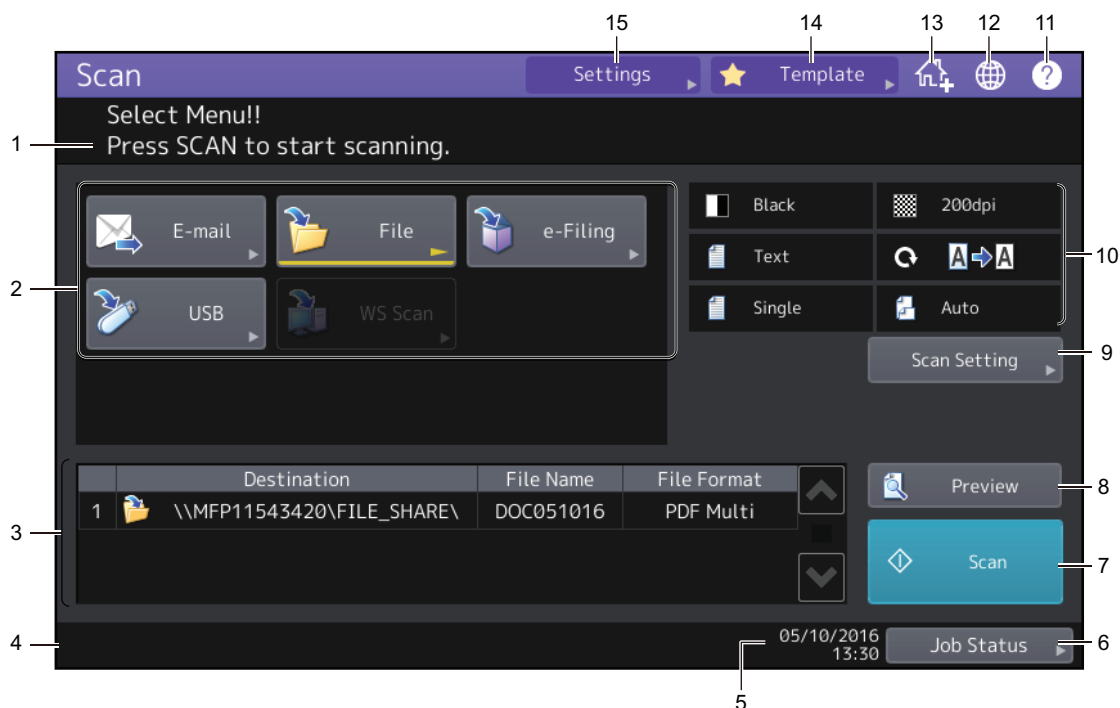 15 14 13 12 11
Scan Settings Template ?
Select Menu!!
1 Press SCAN to start scanning.
E-mail File e-Filing
Black 200dpi
Text A A 10
2 USB WS Scan
Single Auto
Scan Setting 9
Destination File Name File Format
Preview 8
1 \\MFP11543420\FILE_SHARE\ DOC051016 PDF Multi
3
Scan 7
4 05/10/2016
13:30
Job Status 6
5